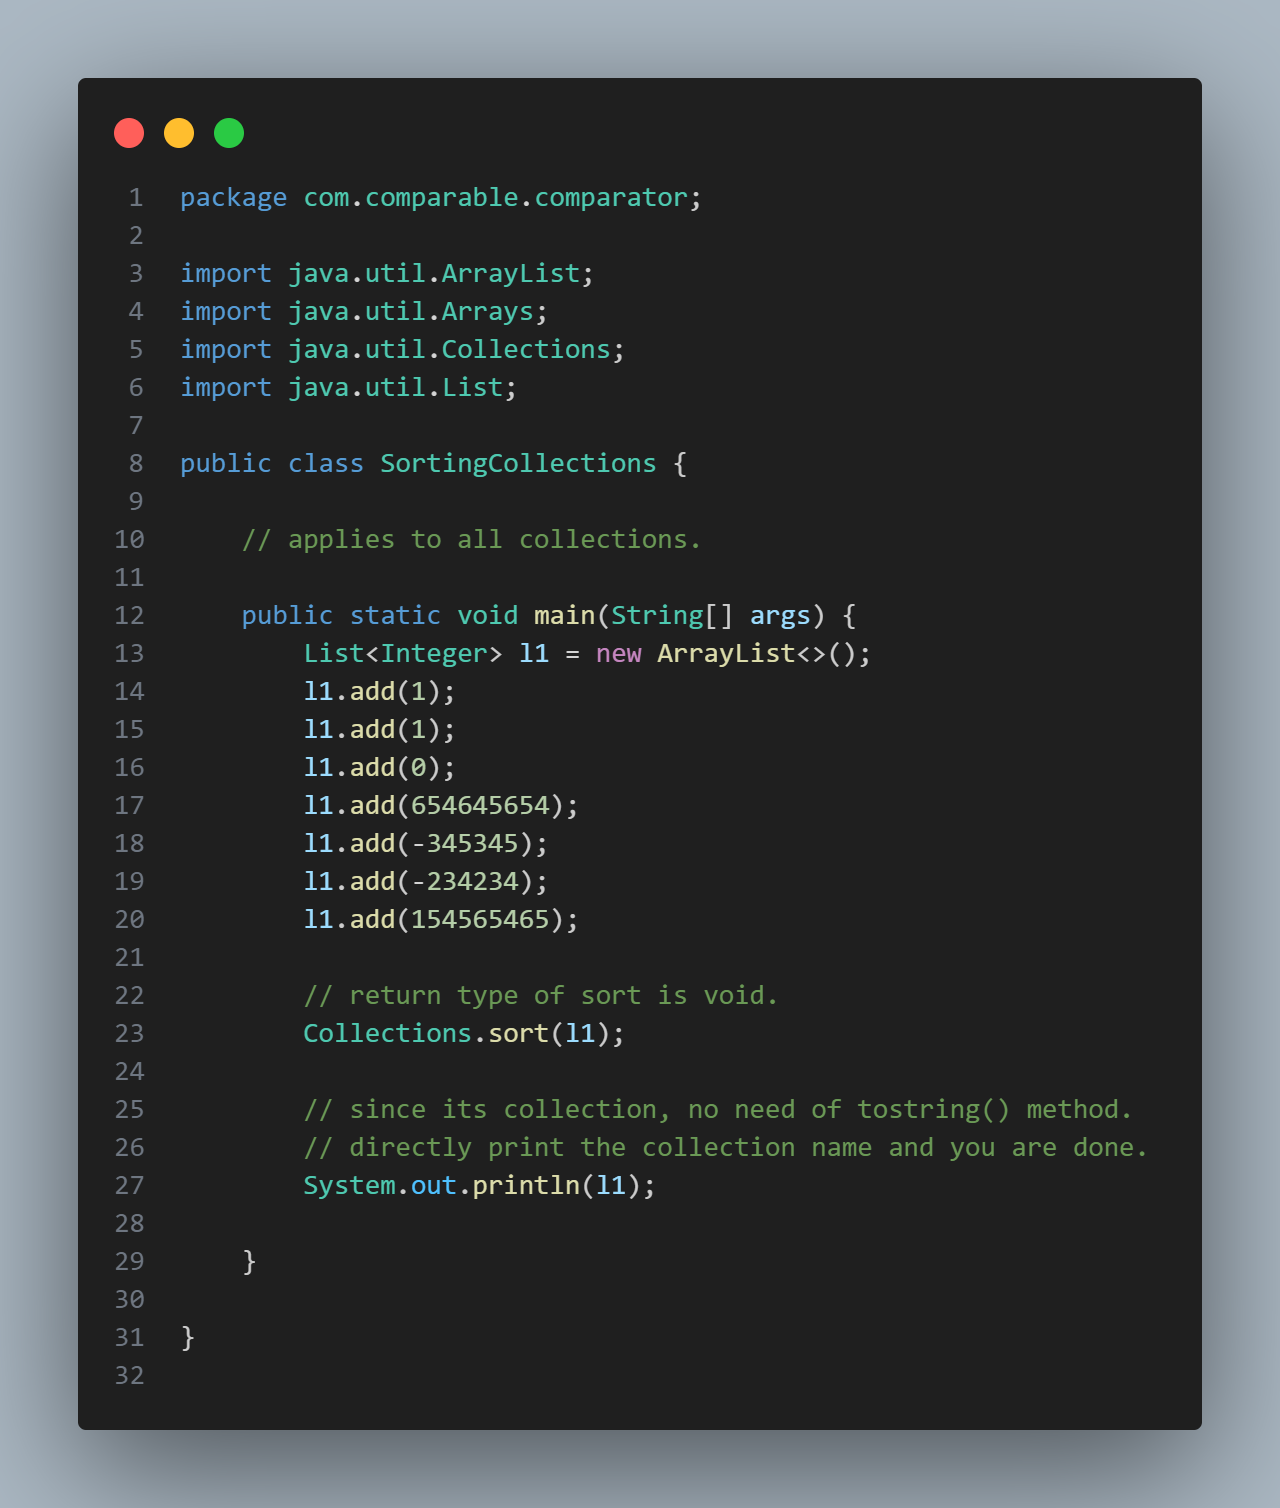 1 package com.comparable.comparator;
2
3 import java.util.ArrayList;
4 import java.util.Arrays;
5 import java.util.Collections;
6 import java.util.List;
7
8 public class SortingCollections {
9
10     // applies to all collections.
11
12     public static void main(String[] args) {
13         List<Integer> l1 = new ArrayList<>();
14         l1.add(1);
15         l1.add(1);
16         l1.add(0);
17         l1.add(654645654);
18         l1.add(-345345);
19         l1.add(-234234);
20         l1.add(154565465);
21
22         // return type of sort is void.
23         Collections.sort(l1);
24
25         // since its collection, no need of tostring() method.
26         // directly print the collection name and you are done.
27         System.out.println(l1);
28
29     }
30
31 }
32